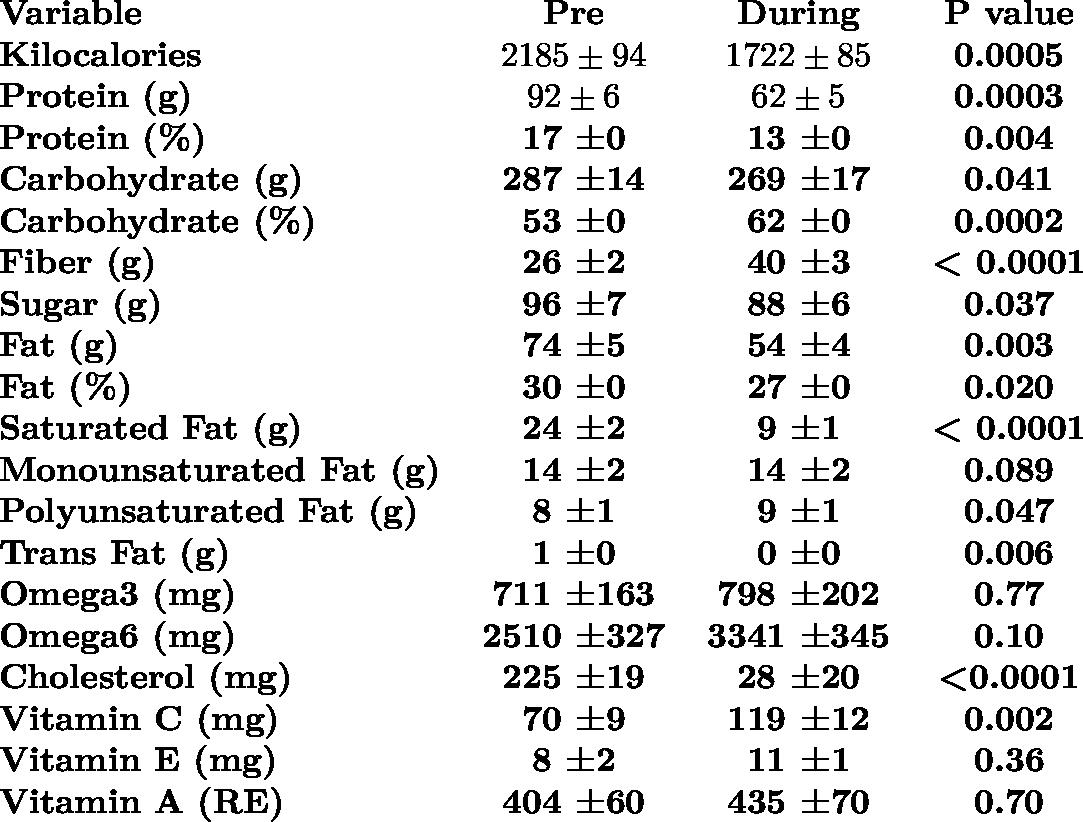 Variable Pre During P value
Kilocalories 2185 ± 94 1722 ± 85 0.0005
Protein (g) 92 ± 6 62 ± 5 0.0003
Protein (%) 17 ±0 13 ±0 0.004
Carbohydrate (g) 287 ±14 269 ±17 0.041
Carbohydrate (%) 53 ±0 62 ±0 0.0002
Fiber (g) 26 ±2 40 ±3 < 0.0001
Sugar (g) 96 ±7 88 ±6 0.037
Fat (g) 74 ±5 54 ±4 0.003
Fat (%) 30 ±0 27 ±0 0.020
Saturated Fat (g) 24 ±2 9 ±1 < 0.0001
Monounsaturated Fat (g) 14 ±2 14 ±2 0.089
Polyunsaturated Fat (g) 8 ±1 9 ±1 0.047
Trans Fat (g) 1 ±0 0 ±0 0.006
Omega3 (mg) 711 ±163 798 ±202 0.77
Omega6 (mg) 2510 ±327 3341 ±345 0.10
Cholesterol (mg) 225 ±19 28 ±20 <0.0001
Vitamin C (mg) 70 ±9 119 ±12 0.002
Vitamin E (mg) 8 ±2 11 ±1 0.36
Vitamin A (RE) 404 ±60 435 ±70 0.70